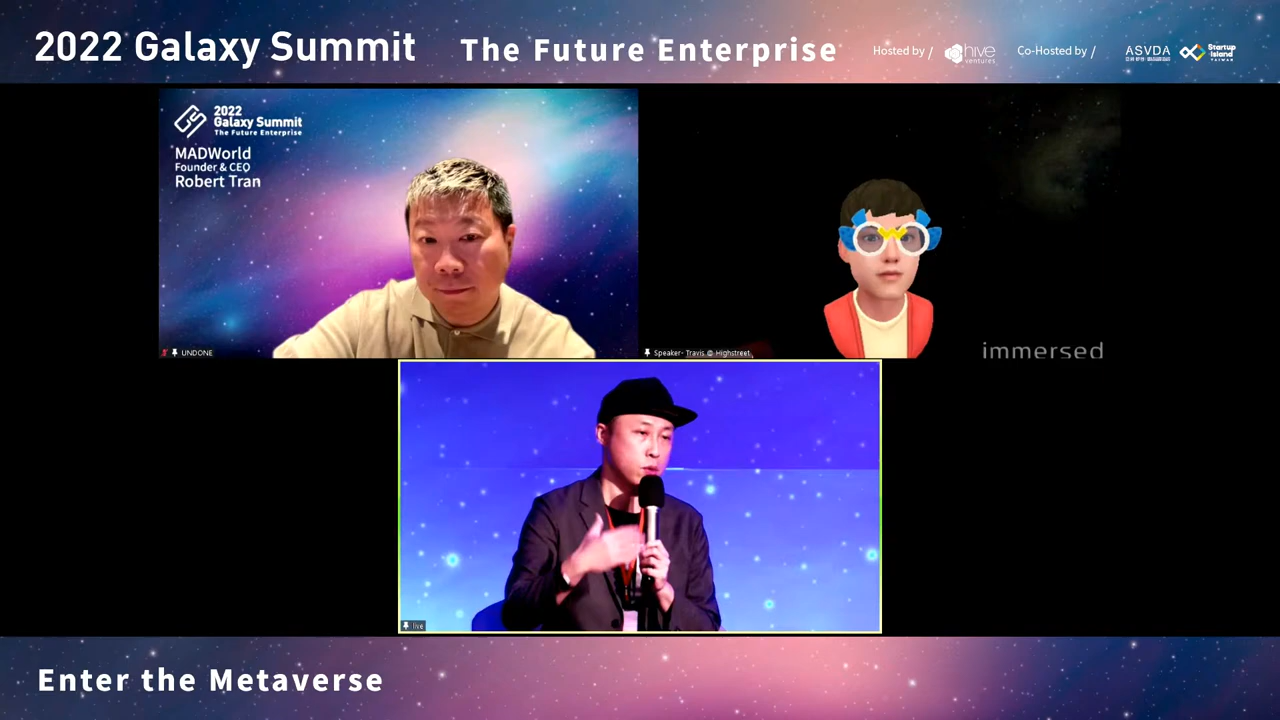 2022 Galaxy Summit
The Future Enterprise
Hosted by /
hive
ventures
Co-Hosted by /
ASVDA
Startup
Island
TAIWAN
2022
Galaxy Summit
The Future Enterprise
MADWorld
Founder & CEO
Robert Tran
UNDONE
Speaker- Travis @ Highstreet
immersed
live
Enter the Metaverse